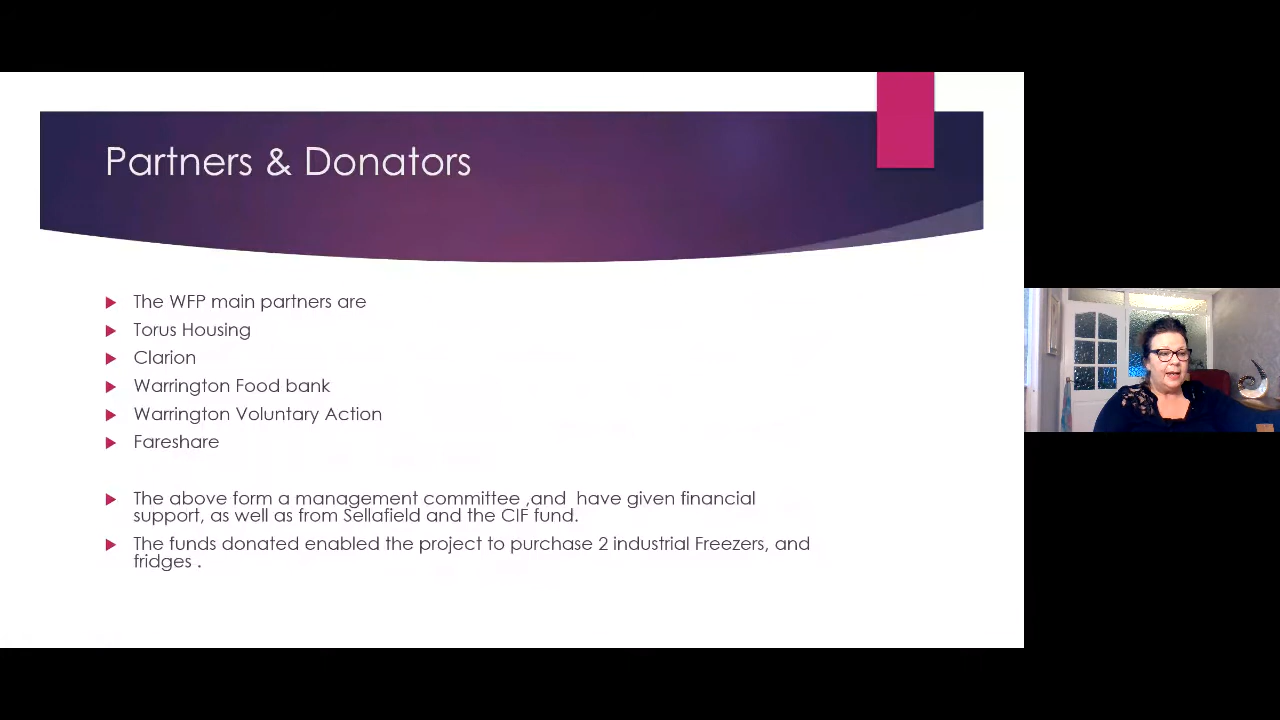 Partners & Donators
The WFP main partners are
Torus Housing
Clarion
Warrington Food bank
Warrington Voluntary Action
Fareshare
The above form a management committee ,and  have given financial
support, as well as from Sellafield and the CIF fund.
The funds donated enabled the project to purchase 2 industrial Freezers, and
fridges .